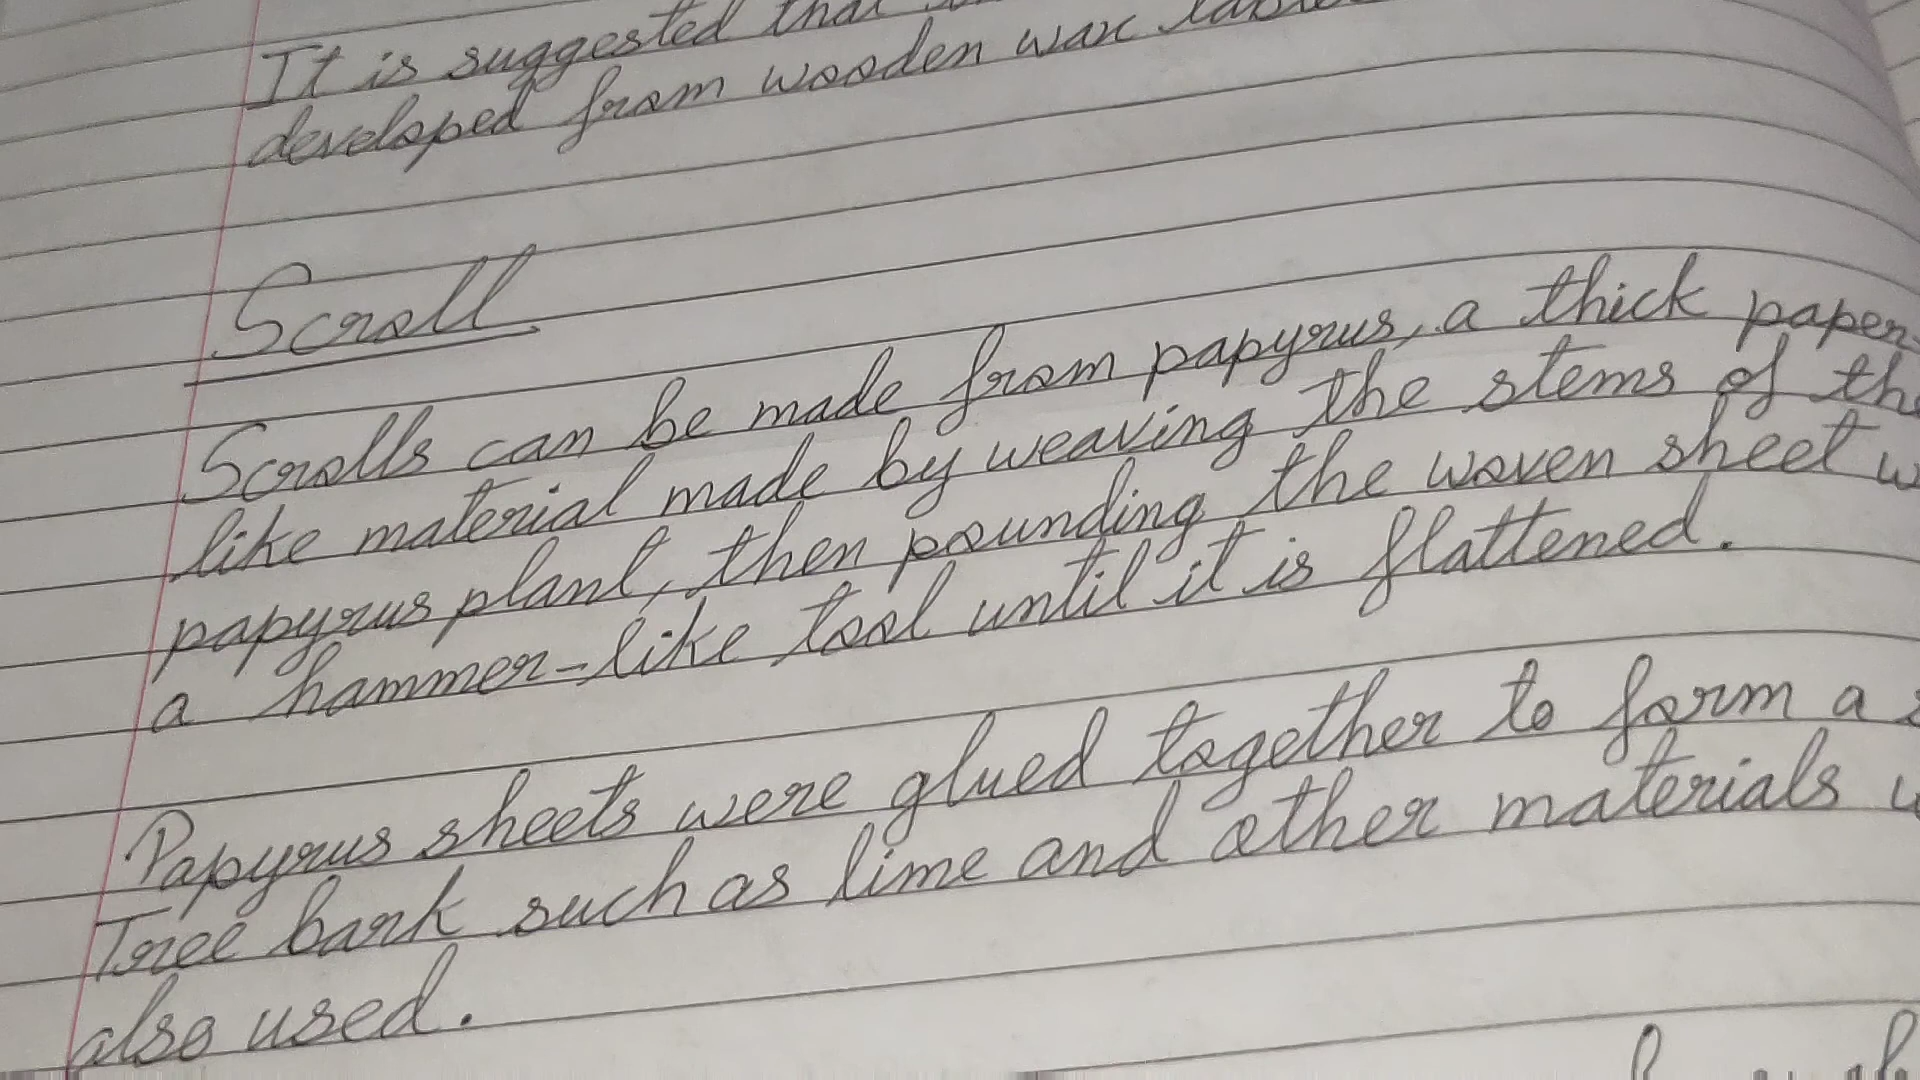 It is suggested that
developed from wooden wax
Scroll
Scrolls can be made from papyrus, a thick paper-
like material made by weaving the stems of the
papyrus plant, then pounding the woven sheet
a hammer-like tool until it is flattened.
Papyrus sheets were glued together to form a
Tree bark such as lime and other materials
also used.